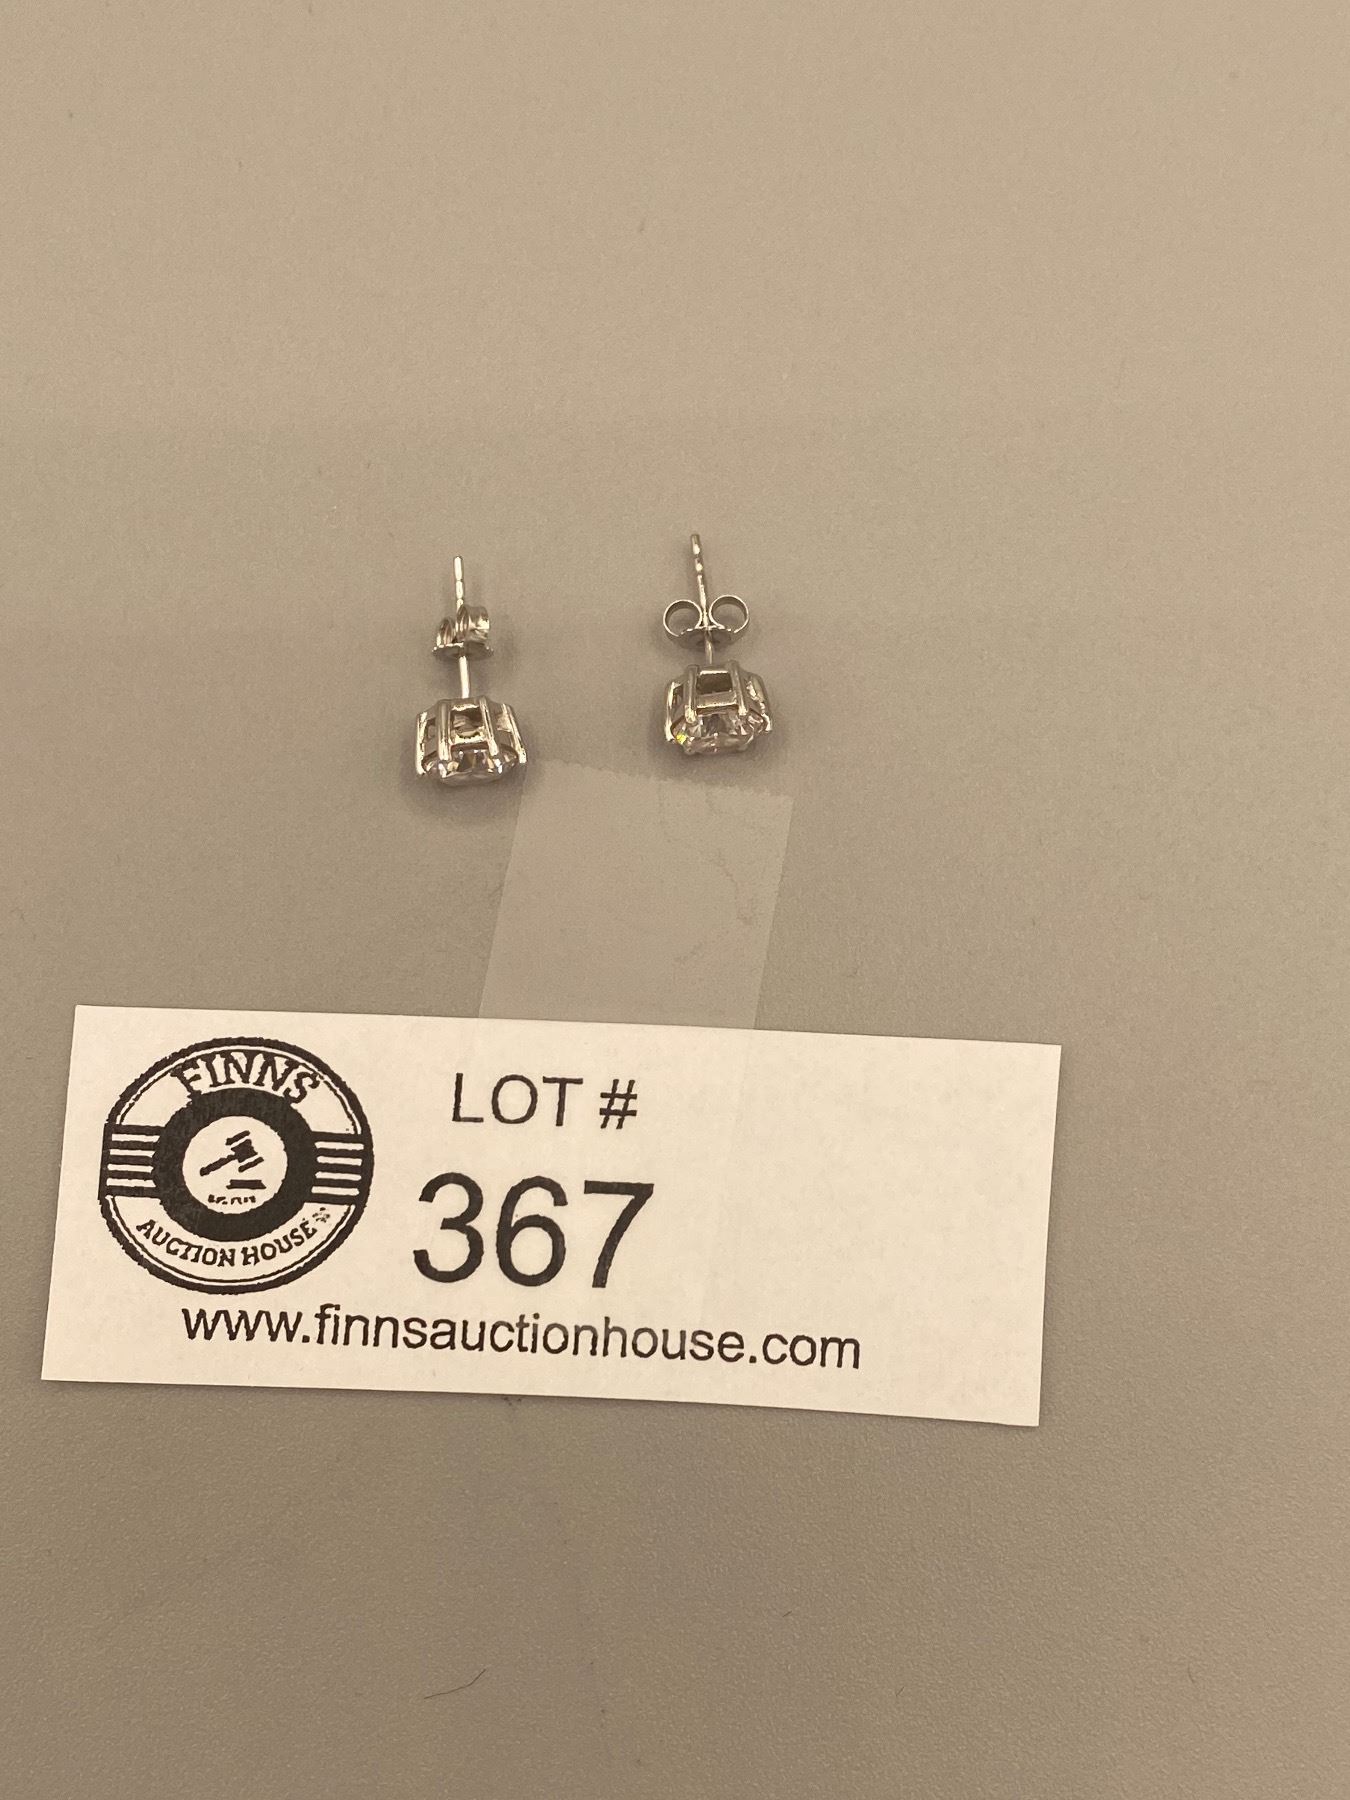 FINNS
AUCTION HOUSE
LOT #
367
www.finnsauctionhouse.com